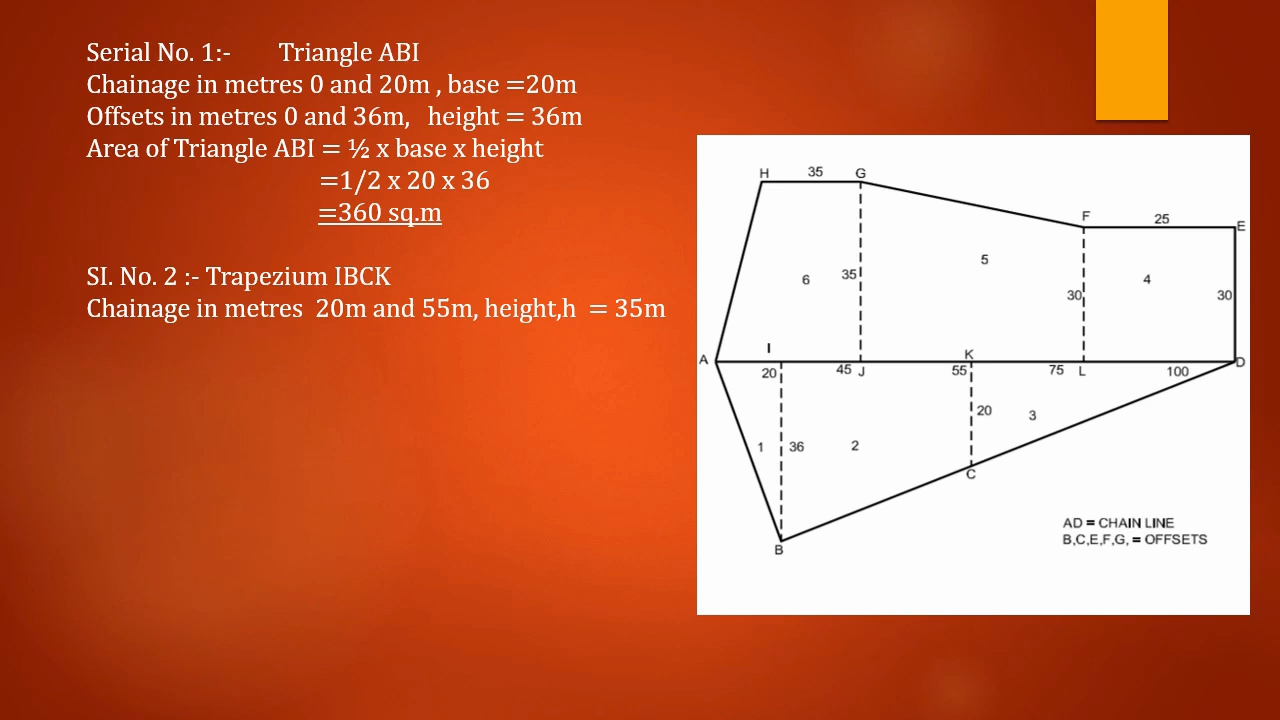 Serial No. 1:- Triangle ABI
Chainage in metres 0 and 20m , base =20m
Offsets in metres 0 and 36m, height = 36m
Area of Triangle ABI = ½ x base x height
=1/2 x 20 x 36
=360 sq.m
SI. No. 2 :- Trapezium IBCK
Chainage in metres 20m and 55m, height,h = 35m
H 35 G
F 25 E
6 35 5 4
30 30
A I K D
20 45 J 55 75 L 100
20 3
1 36 2
C
B
AD = CHAIN LINE
B,C,E,F,G, = OFFSETS